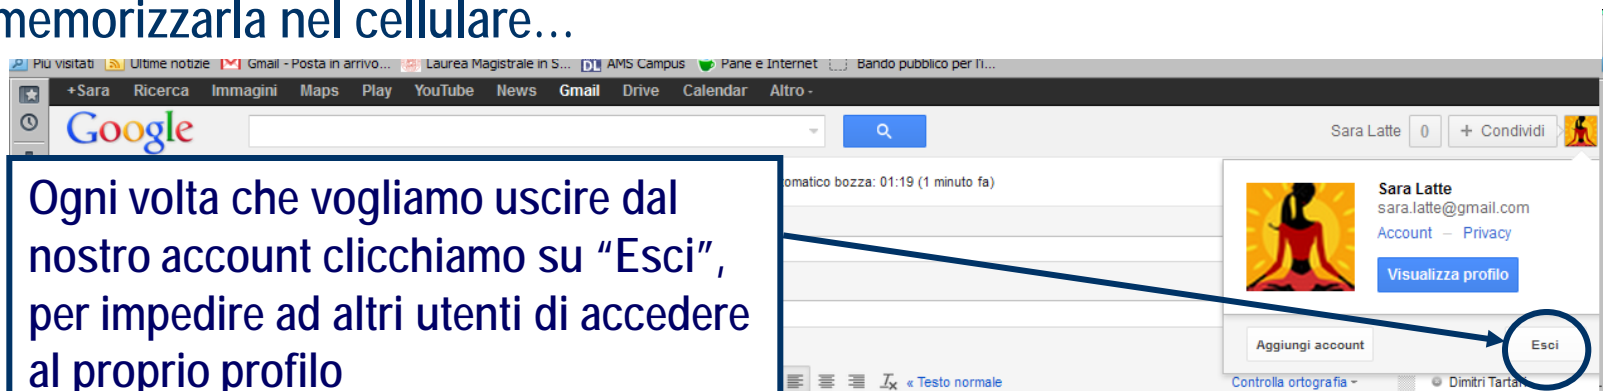 memorizzarla nel cellulare...
Più visitati Ultime notizie Gmail - Posta in arrivo... Laurea Magistrale in S... DL AMS Campus Pane e Internet Bando pubblico per l'i...
+Sara Ricerca Immagini Maps Play YouTube News Gmail Drive Calendar Altro
Google
Sara Latte 0 + Condividi
omatico bozza: 01:19 (1 minuto fa)
Ogni volta che vogliamo uscire dal
nostro account clicchiamo su “Esci”,
per impedire ad altri utenti di accedere
al proprio profilo
Sara Latte
sara.latte@gmail.com
Account – Privacy
Visualizza profilo
Aggiungi account Esci
« Testo normale
Controlla ortografia
Dimitri Tartari